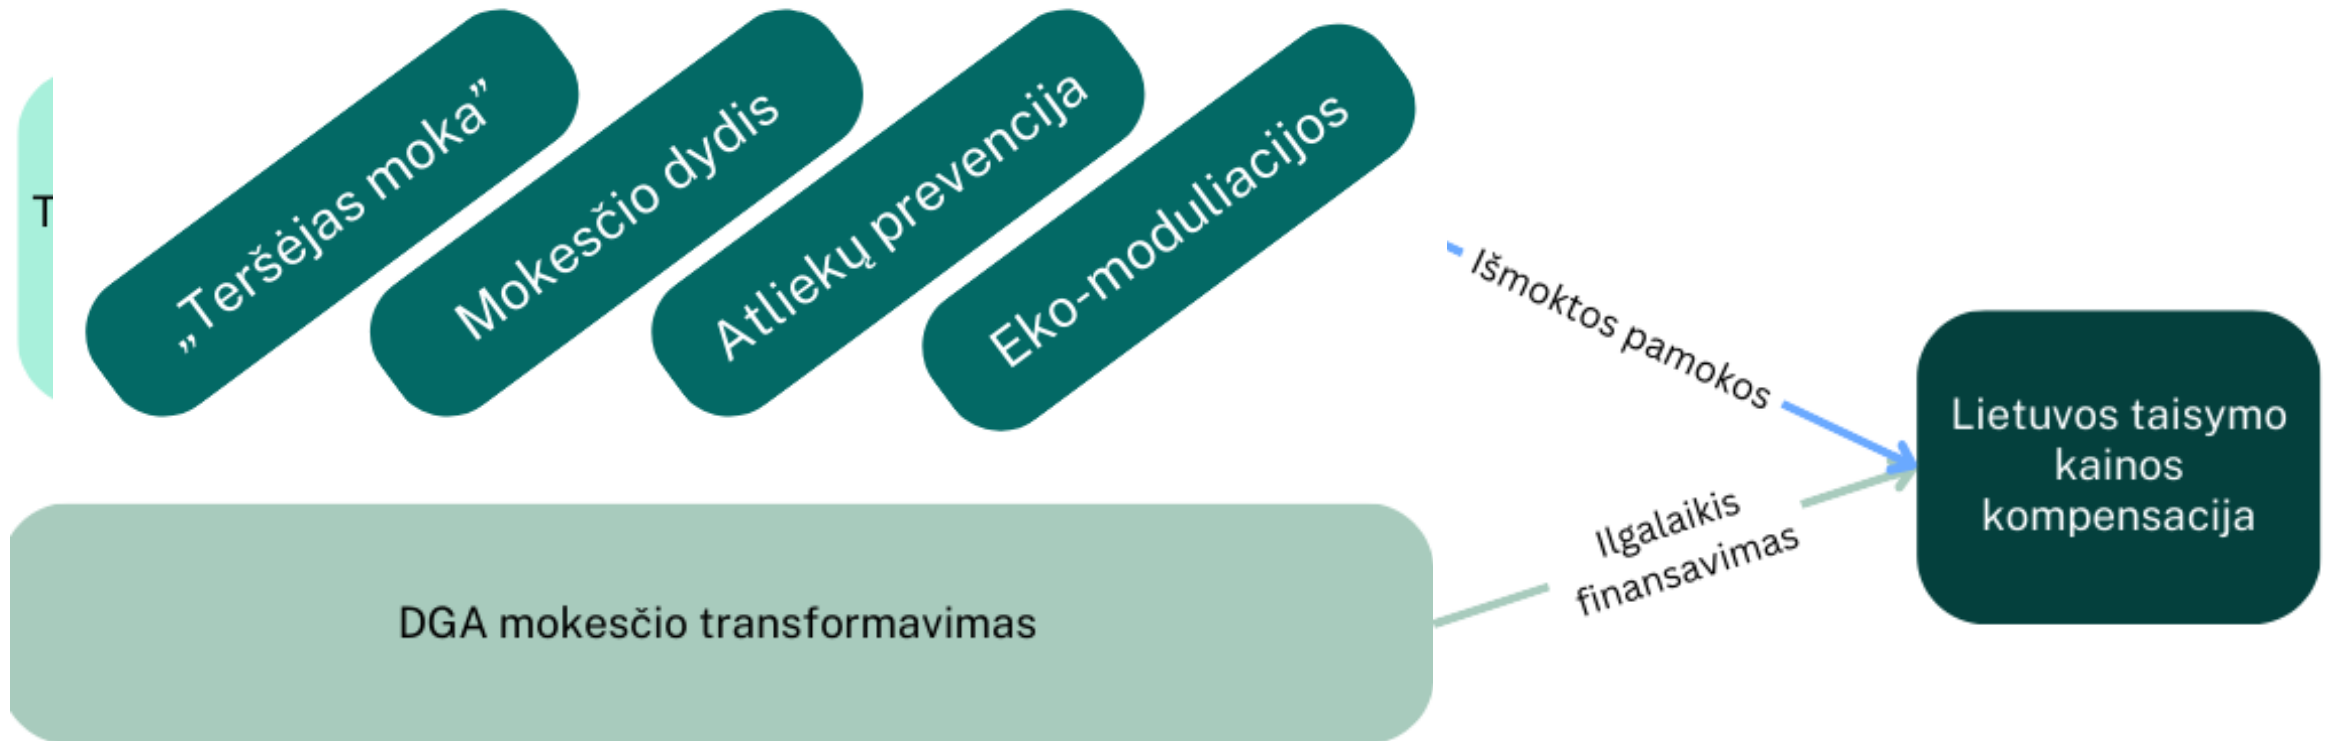 „Teršėjas moka”
Mokesčio dydis
Atliekų prevencija
Eko-moduliacijos
T
Išmoktos pamokos
Lietuvos taisymo
kainos
kompensacija
Ilgalaikis
finansavimas
DGA mokesčio transformavimas